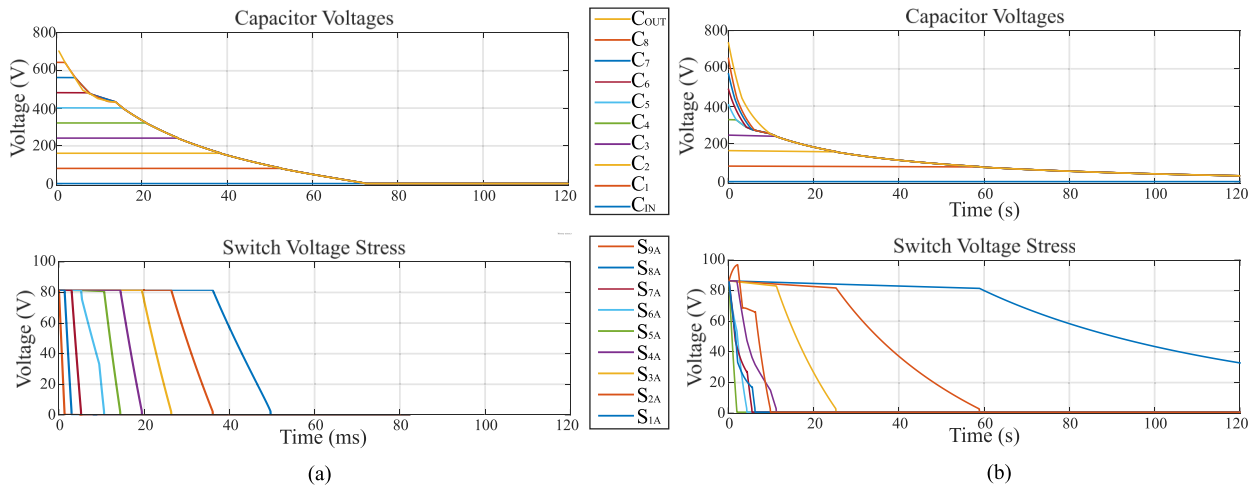 Capacitor Voltages
Voltage (V)
800
600
400
200
0
0 20 40 60 80 100 120
Switch Voltage Stress
Voltage (V)
100
80
60
40
20
0
0 20 40 60 80 100 120
Time (ms)
(a)
COUT
C8
C7
C6
C5
C4
C3
C2
C1
CIN
S9A
S8A
S7A
S6A
S5A
S4A
S3A
S2A
S1A
Capacitor Voltages
Voltage (V)
800
600
400
200
0
0 20 40 60 80 100 120
Time (s)
Switch Voltage Stress
Voltage (V)
100
80
60
40
20
0
0 20 40 60 80 100 120
Time (s)
(b)